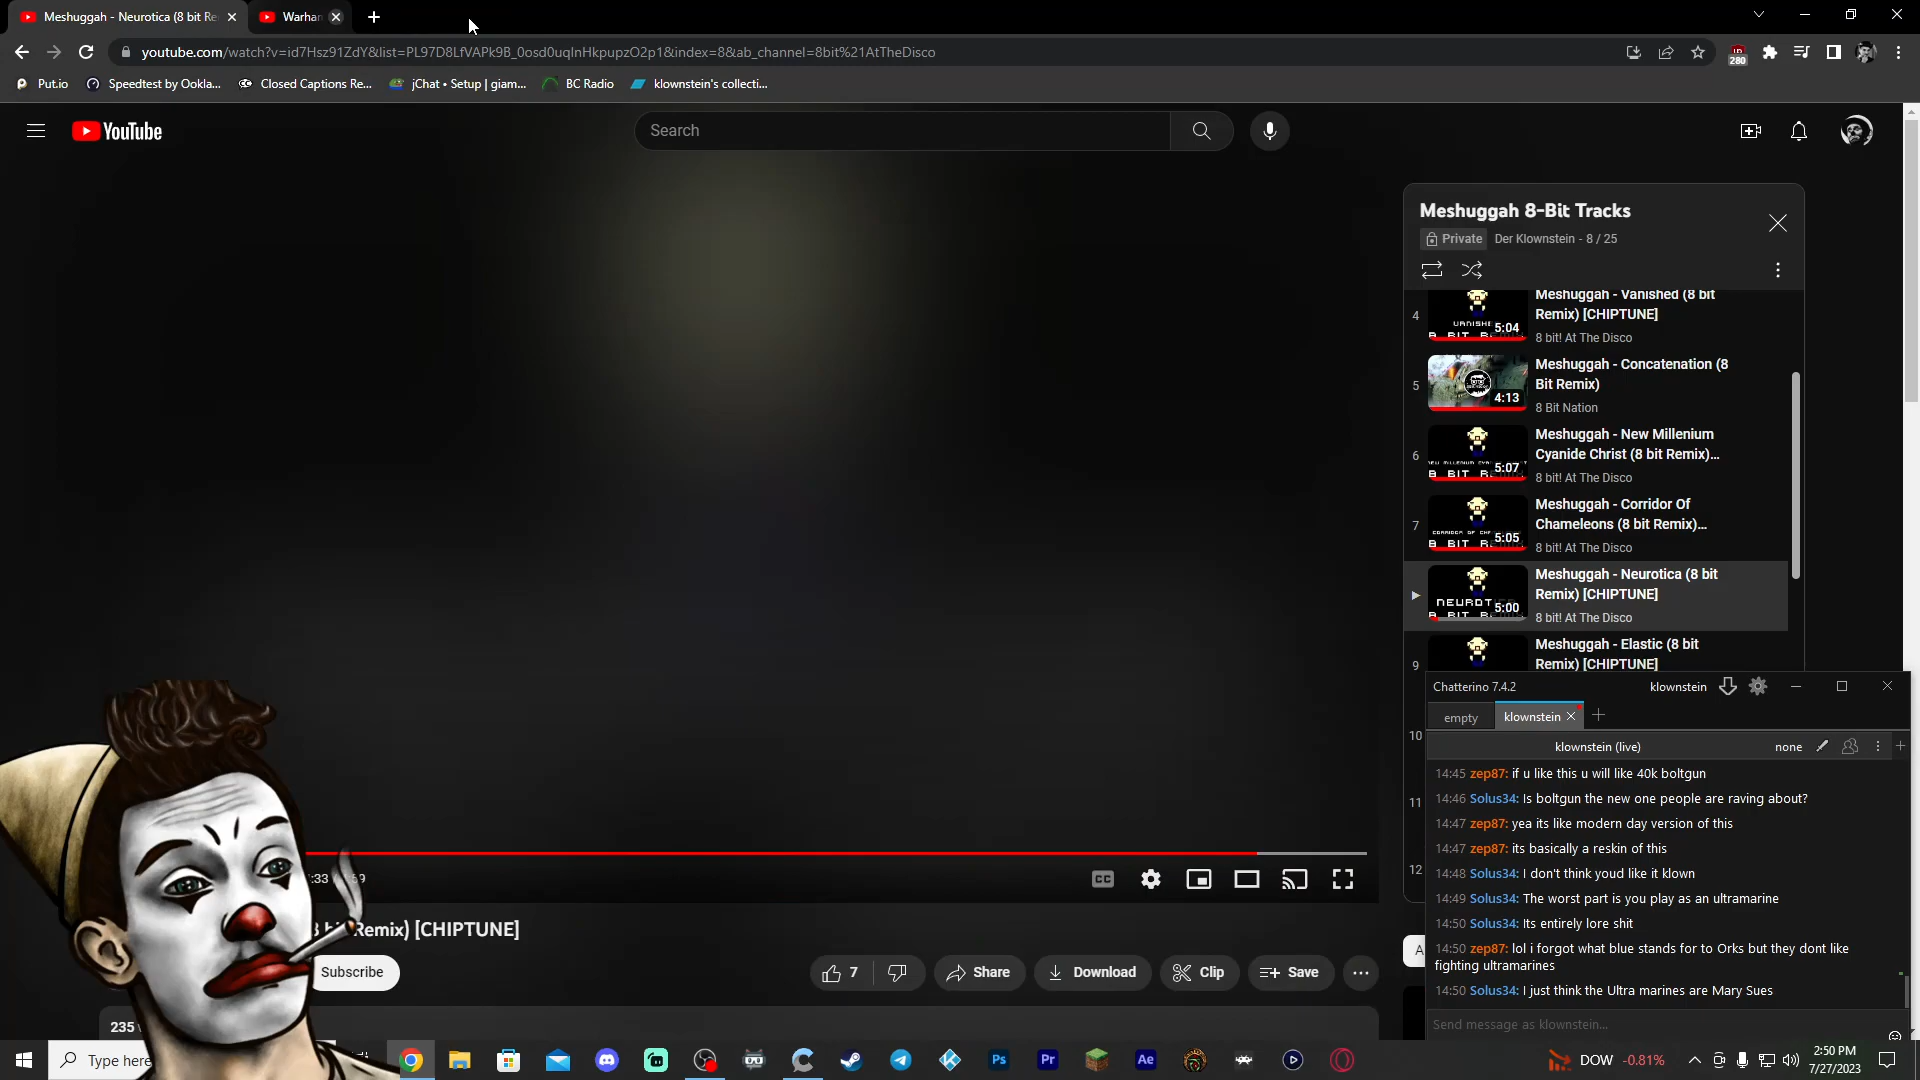 Meshuggah - Neurotica (8 bit Re
Warhan
youtube.com/watch?v=id7Hsz91ZdY&list=PL97D8LfVAPk9B_0osd0uqlnHkpupzO2p1&index=8&ab_channel=8bit%21AtTheDisco
280
Put.io
Speedtest by Ookla...
Closed Captions Re...
jChat • Setup | giam...
BC Radio
klownstein's collecti...
YouTube
Search
Meshuggah 8-Bit Tracks
Private
Der Klownstein - 8 / 25
4
5:04
Meshuggah - Vanished (8 bit
Remix) [CHIPTUNE]
8 bit! At The Disco
5
4:13
Meshuggah - Concatenation (8
Bit Remix)
8 Bit Nation
6
5:07
Meshuggah - New Millenium
Cyanide Christ (8 bit Remix)...
8 bit! At The Disco
7
5:05
Meshuggah - Corridor Of
Chameleons (8 bit Remix)...
8 bit! At The Disco
NEUROTICA
5:00
Meshuggah - Neurotica (8 bit
Remix) [CHIPTUNE]
8 bit! At The Disco
9
Meshuggah - Elastic (8 bit
Remix) [CHIPTUNE]
10
11
12
Chatterino 7.4.2
klownstein
empty
klownstein
klownstein (live)
none
14:45 zep87: if u like this u will like 40k boltgun
14:46 Solus34: Is boltgun the new one people are raving about?
14:47 zep87: yea its like modern day version of this
14:47 zep87: its basically a reskin of this
14:48 Solus34: I don't think youd like it klown
14:49 Solus34: The worst part is you play as an ultramarine
14:50 Solus34: Its entirely lore shit
14:50 zep87: lol i forgot what blue stands for to Orks but they dont like
fighting ultramarines
14:50 Solus34: I just think the Ultra marines are Mary Sues
Send message as klownstein...
:33
59
CC
Remix) [CHIPTUNE]
Subscribe
7
Share
Download
Clip
Save
A
235
Type here
Ps
Pr
Ae
DOW
-0.81%
2:50 PM
7/27/2023